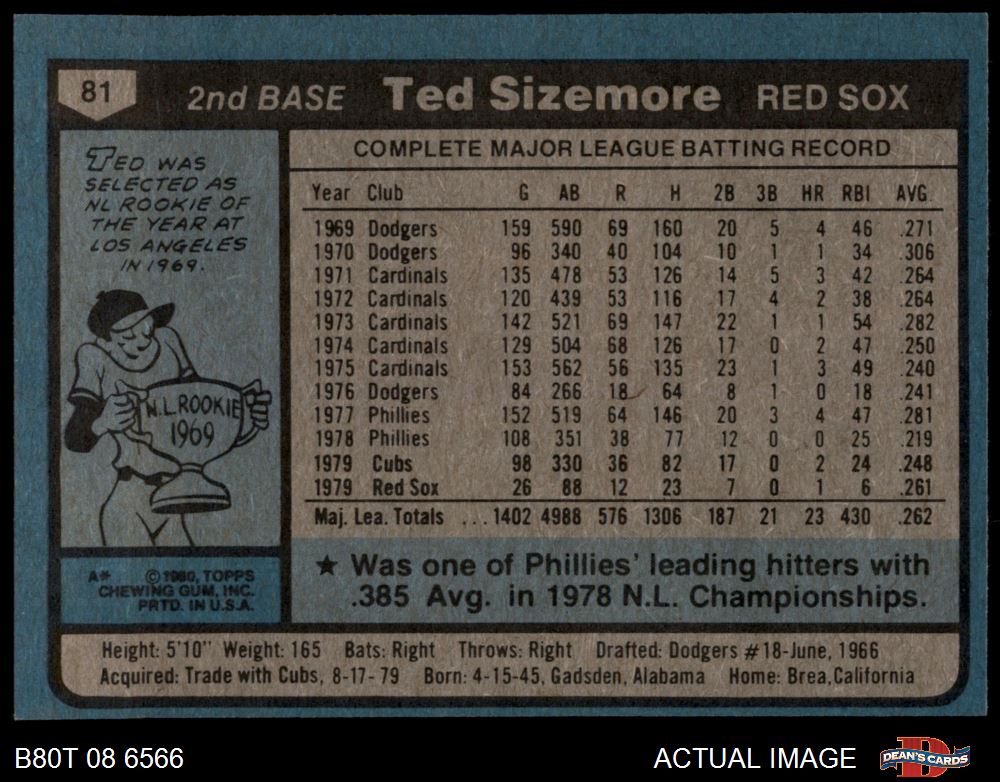 81 2nd BASE Ted Sizemore RED SOX
TED WAS
SELECTED AS
NL ROOKIE OF
THE YEAR AT
LOS ANGELES
IN 1969.
N.L. ROOKIE
1969
A* © 1980, TOPPS
CHEWING GUM, INC.
PRTD. IN U.S.A.
COMPLETE MAJOR LEAGUE BATTING RECORD
Year Club G AB R H 2B 3B HR RBI AVG.
1969 Dodgers 159 590 69 160 20 5 4 46 .271
1970 Dodgers 96 340 40 104 10 1 1 34 .306
1971 Cardinals 135 478 53 126 14 5 3 42 .264
1972 Cardinals 120 439 53 116 17 4 2 38 .264
1973 Cardinals 142 521 69 147 22 1 1 54 .282
1974 Cardinals 129 504 68 126 17 0 2 47 .250
1975 Cardinals 153 562 56 135 23 1 3 49 .240
1976 Dodgers 84 266 18 64 8 1 0 18 .241
1977 Phillies 152 519 64 146 20 3 4 47 .281
1978 Phillies 108 351 38 77 12 0 0 25 .219
1979 Cubs 98 330 36 82 17 0 2 24 .248
1979 Red Sox 26 88 12 23 7 0 1 6 .261
Maj. Lea. Totals ...1402 4988 576 1306 187 21 23 430 .262
★ Was one of Phillies' leading hitters with
.385 Avg. in 1978 N.L. Championships.
Height: 5'10" Weight: 165 Bats: Right Throws: Right Drafted: Dodgers #18-June, 1966
Acquired: Trade with Cubs, 8-17-79 Born: 4-15-45, Gadsden, Alabama Home: Brea, California
B80T 08 6566 ACTUAL IMAGE DEAN'S CARDS